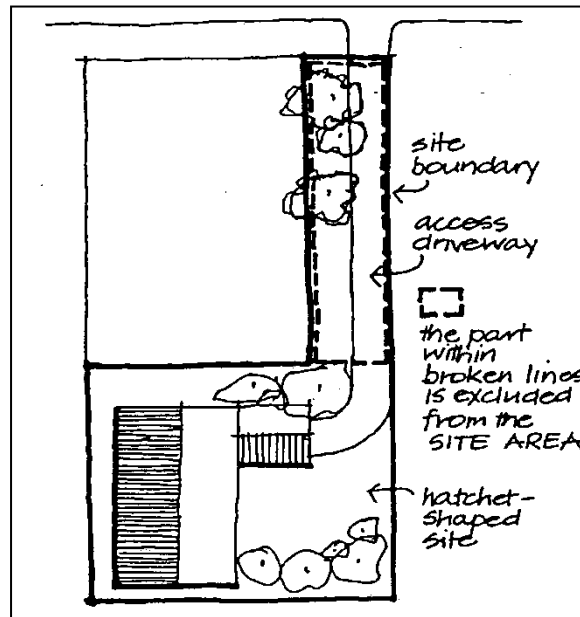 site
boundary
access
driveway
the part
within
broken lines
is excluded
from the
SITE AREA
hatchet-
shaped
site